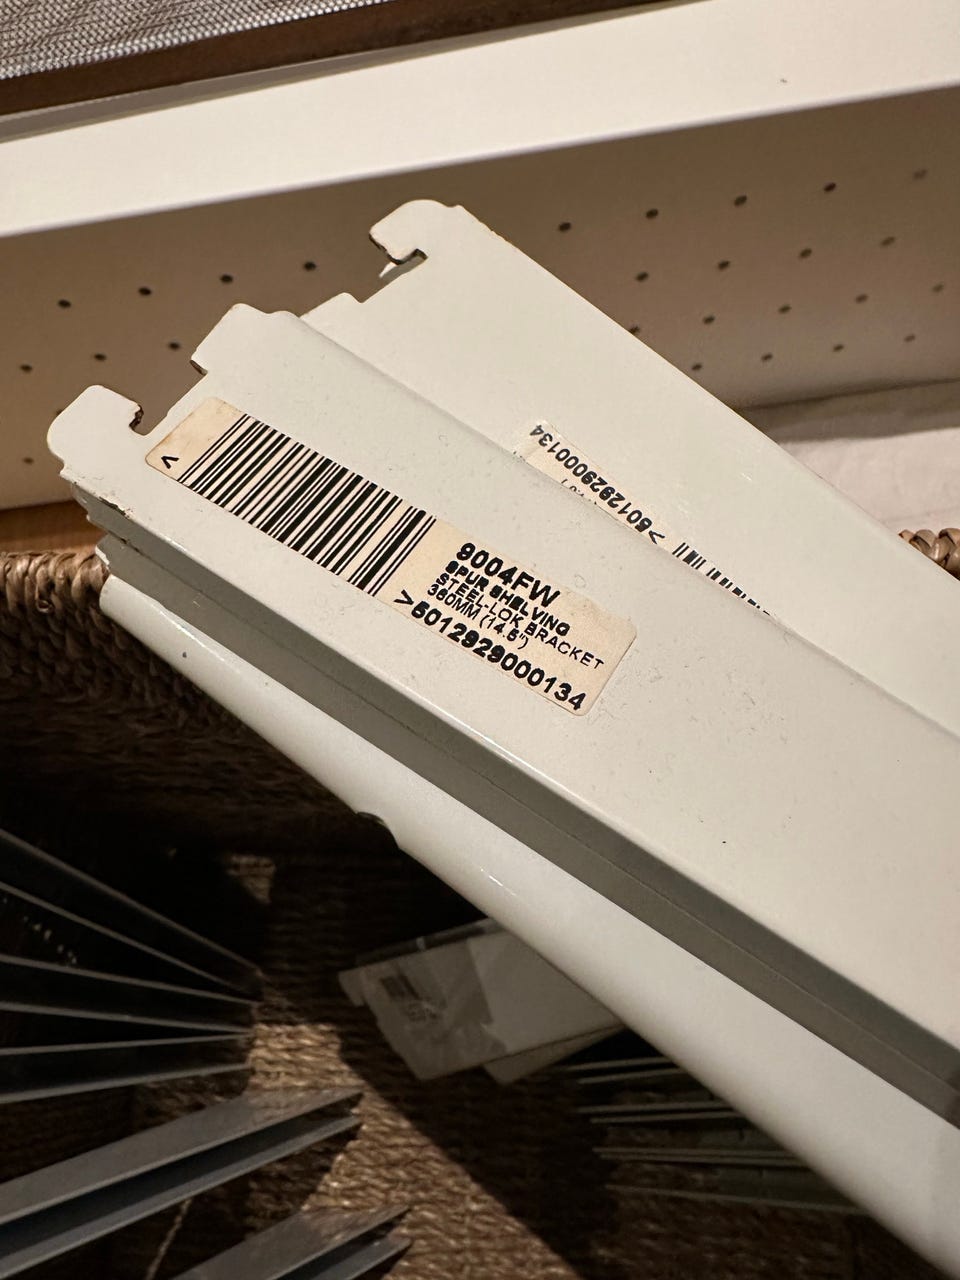 <
9004FW
SPUR SHELVING
STEEL-LOK BRACKET
360MM (14.5")
>5012929000134
>5012929000134